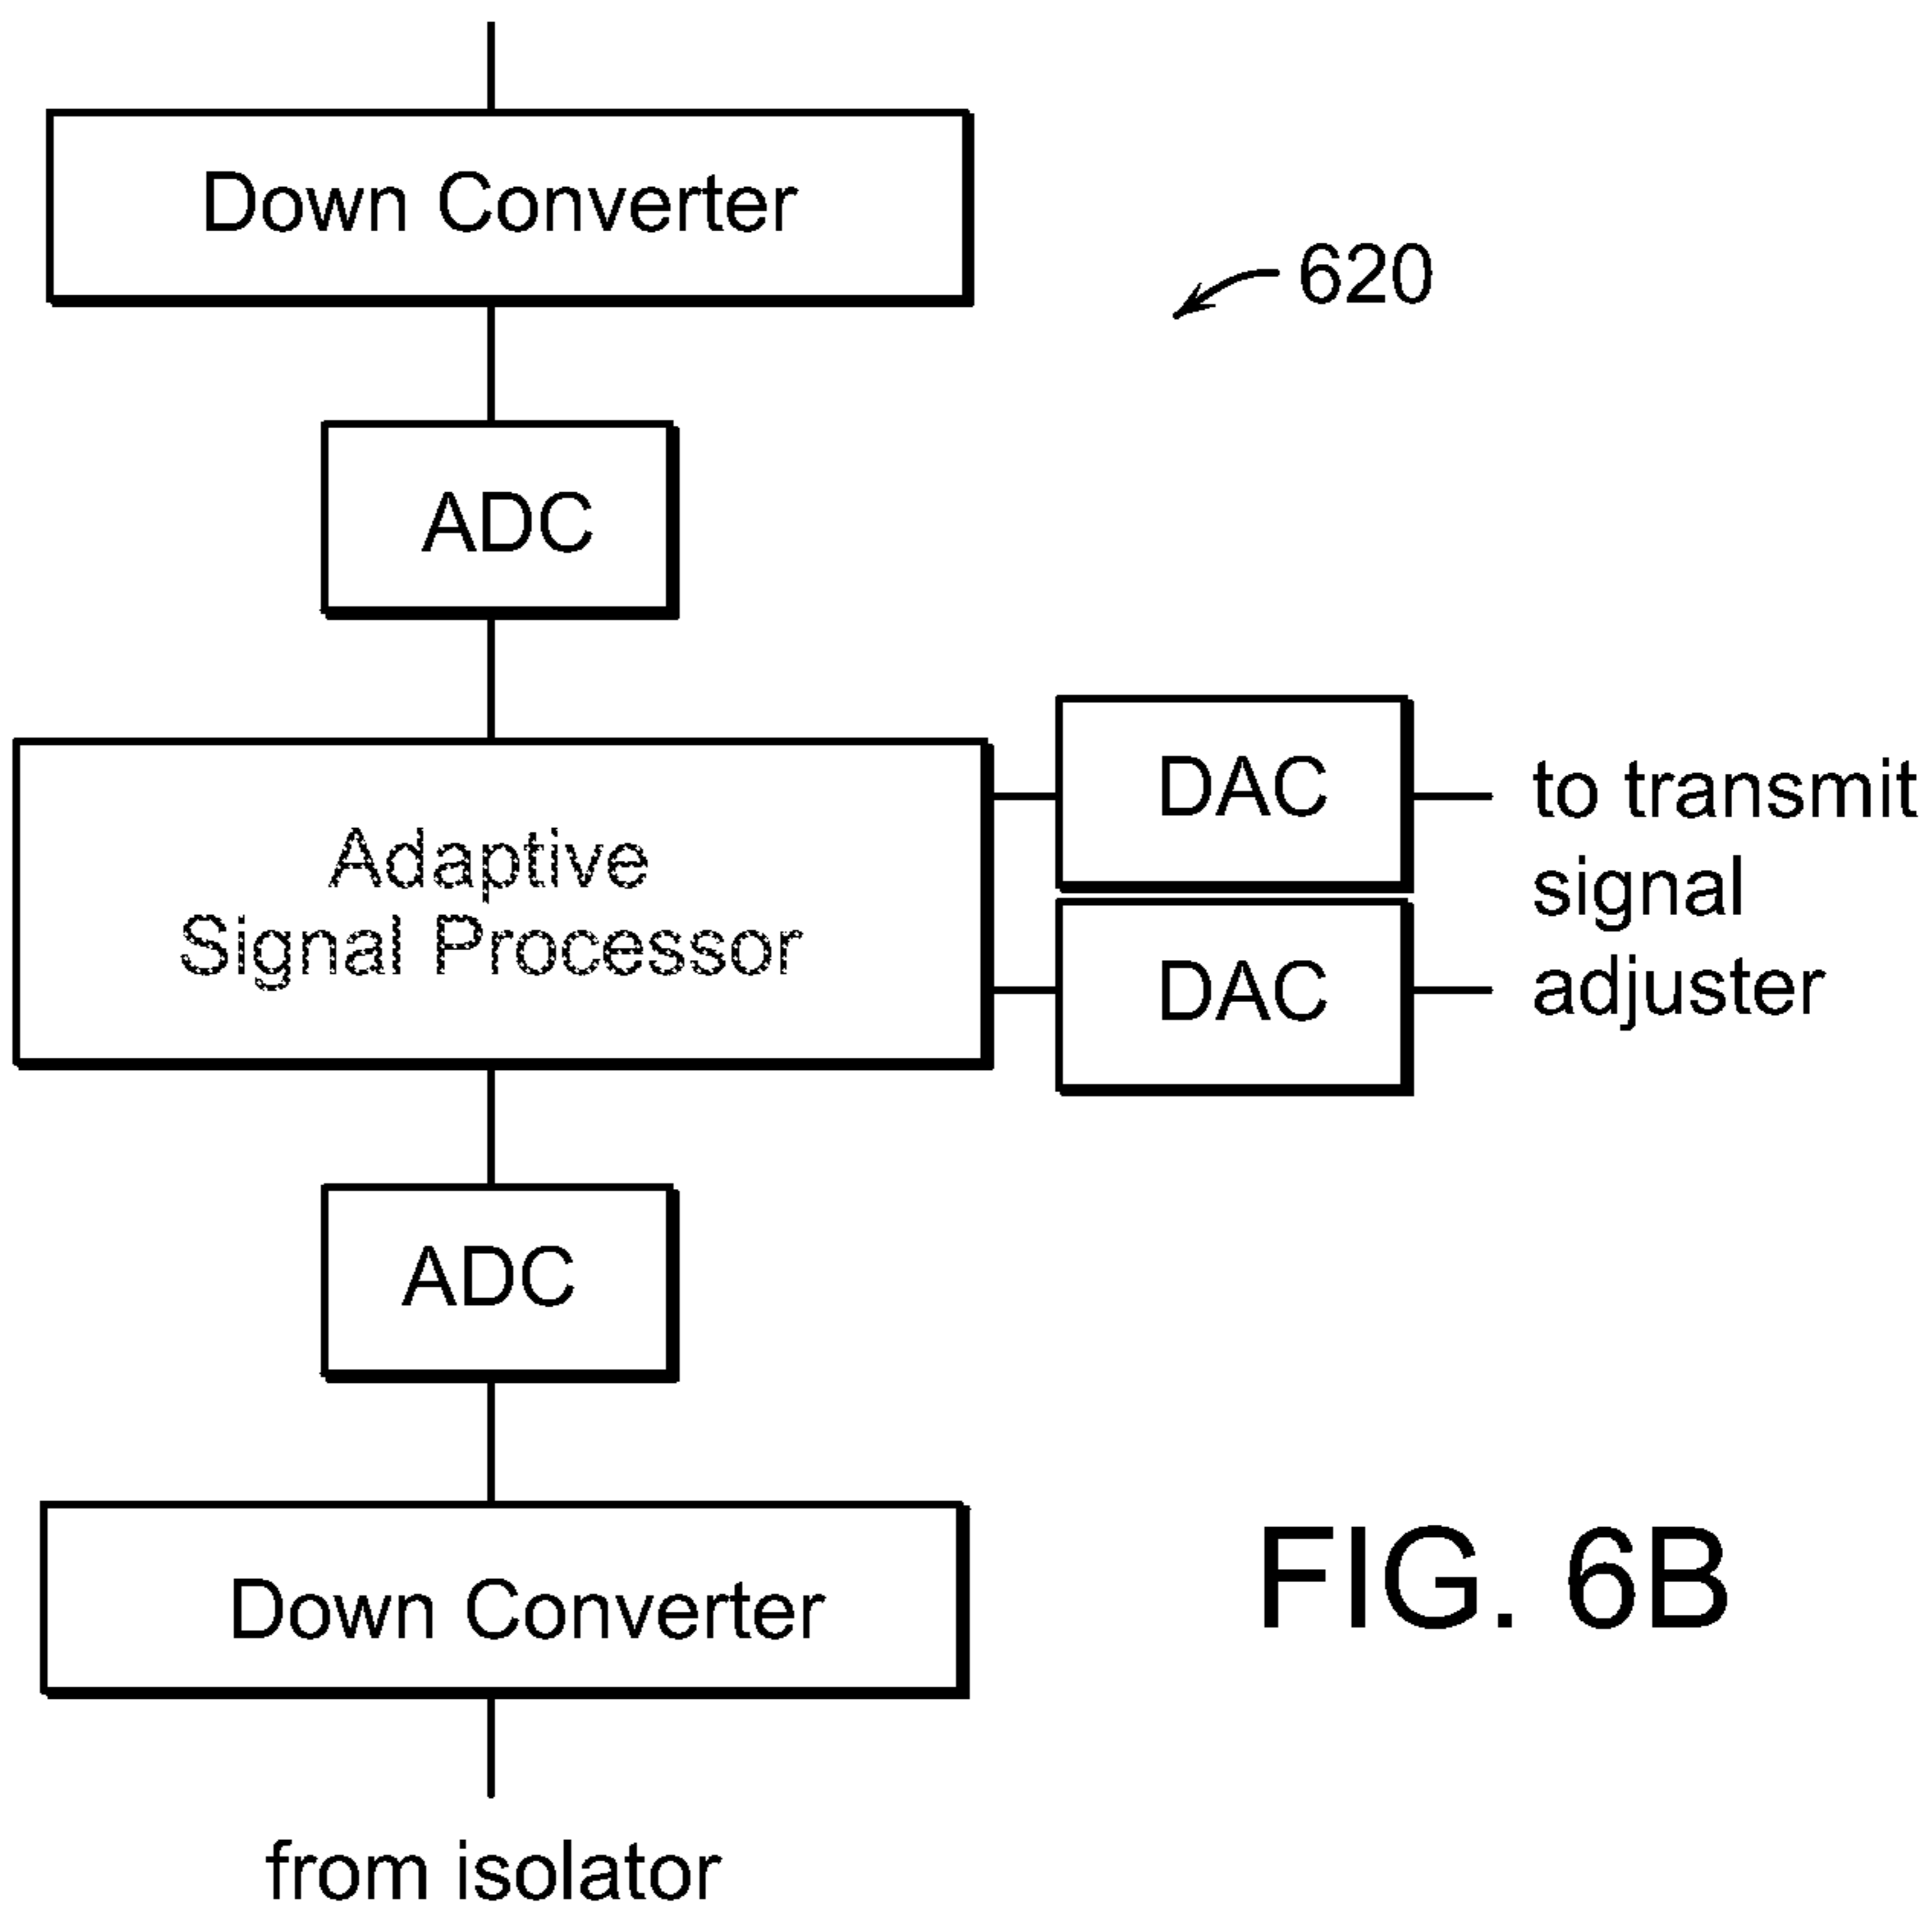 Down Converter
620
ADC
Adaptive
Signal Processor
DAC
to transmit
signal
adjuster
DAC
ADC
Down Converter
from isolator
FIG. 6B